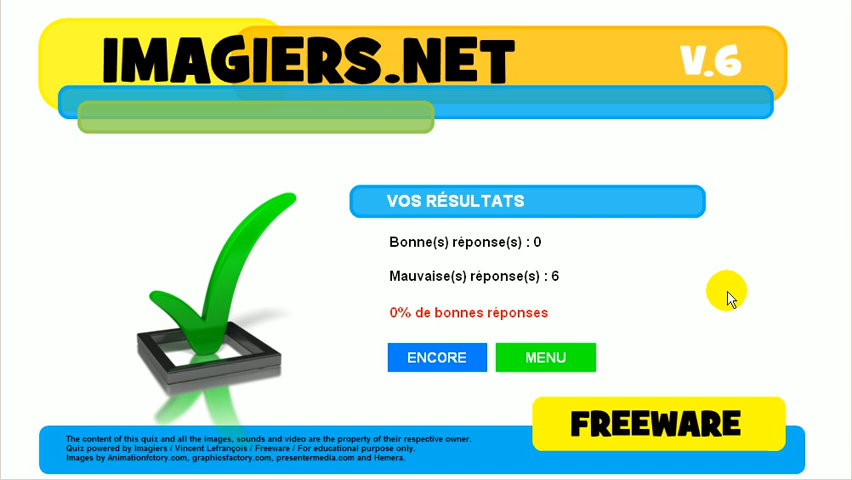 IMAGIERS.NET
V.6
VOS RÉSULTATS
Bonne(s) réponse(s) : 0
Mauvaise(s) réponse(s) : 6
0% de bonnes réponses
ENCORE
MENU
FREEWARE
The content of this quiz and all the images, sounds and video are the property of their respective owner.
Quiz powered by Imagiers / Vincent Lefrançois / Freeware / For educational purpose only.
Images by Animationfctory.com, graphicsfactory.com, presentermedia.com and Hemera.